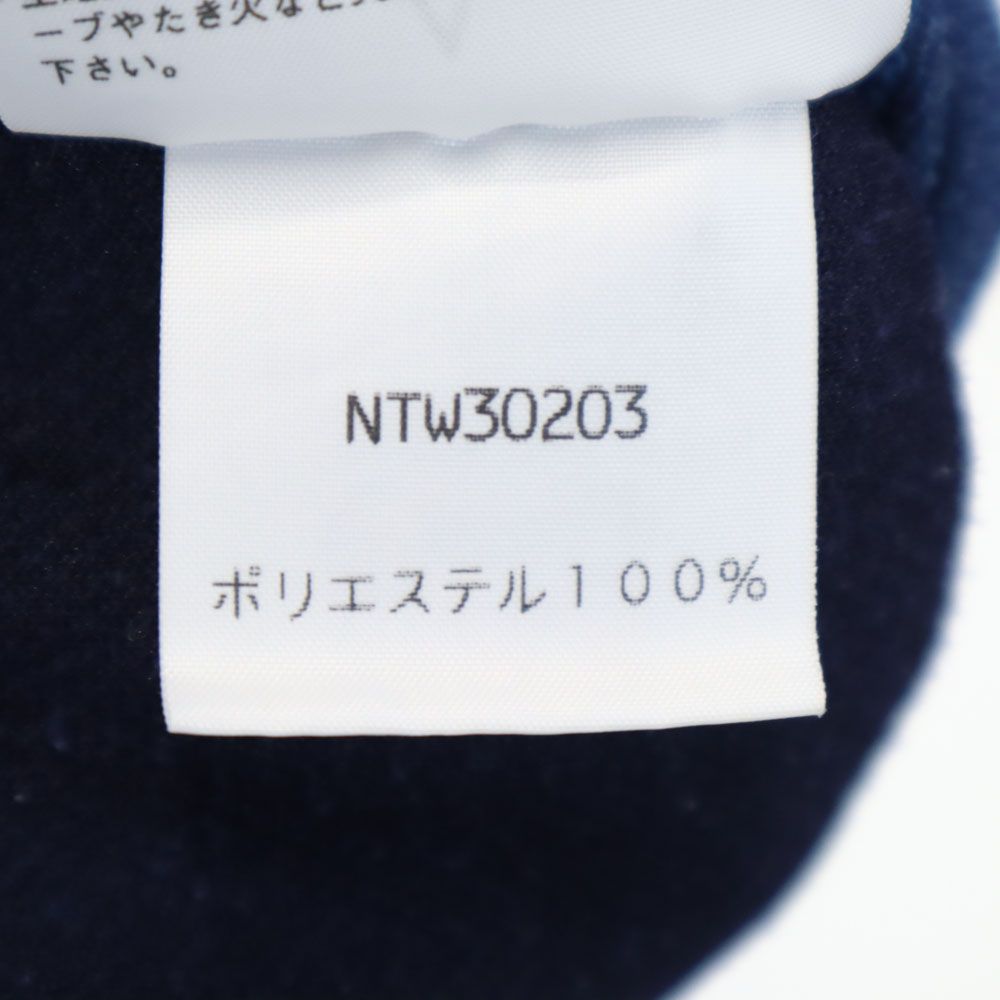 ーブやたき火など
下さい。
NTW30203
ポリエステル100%